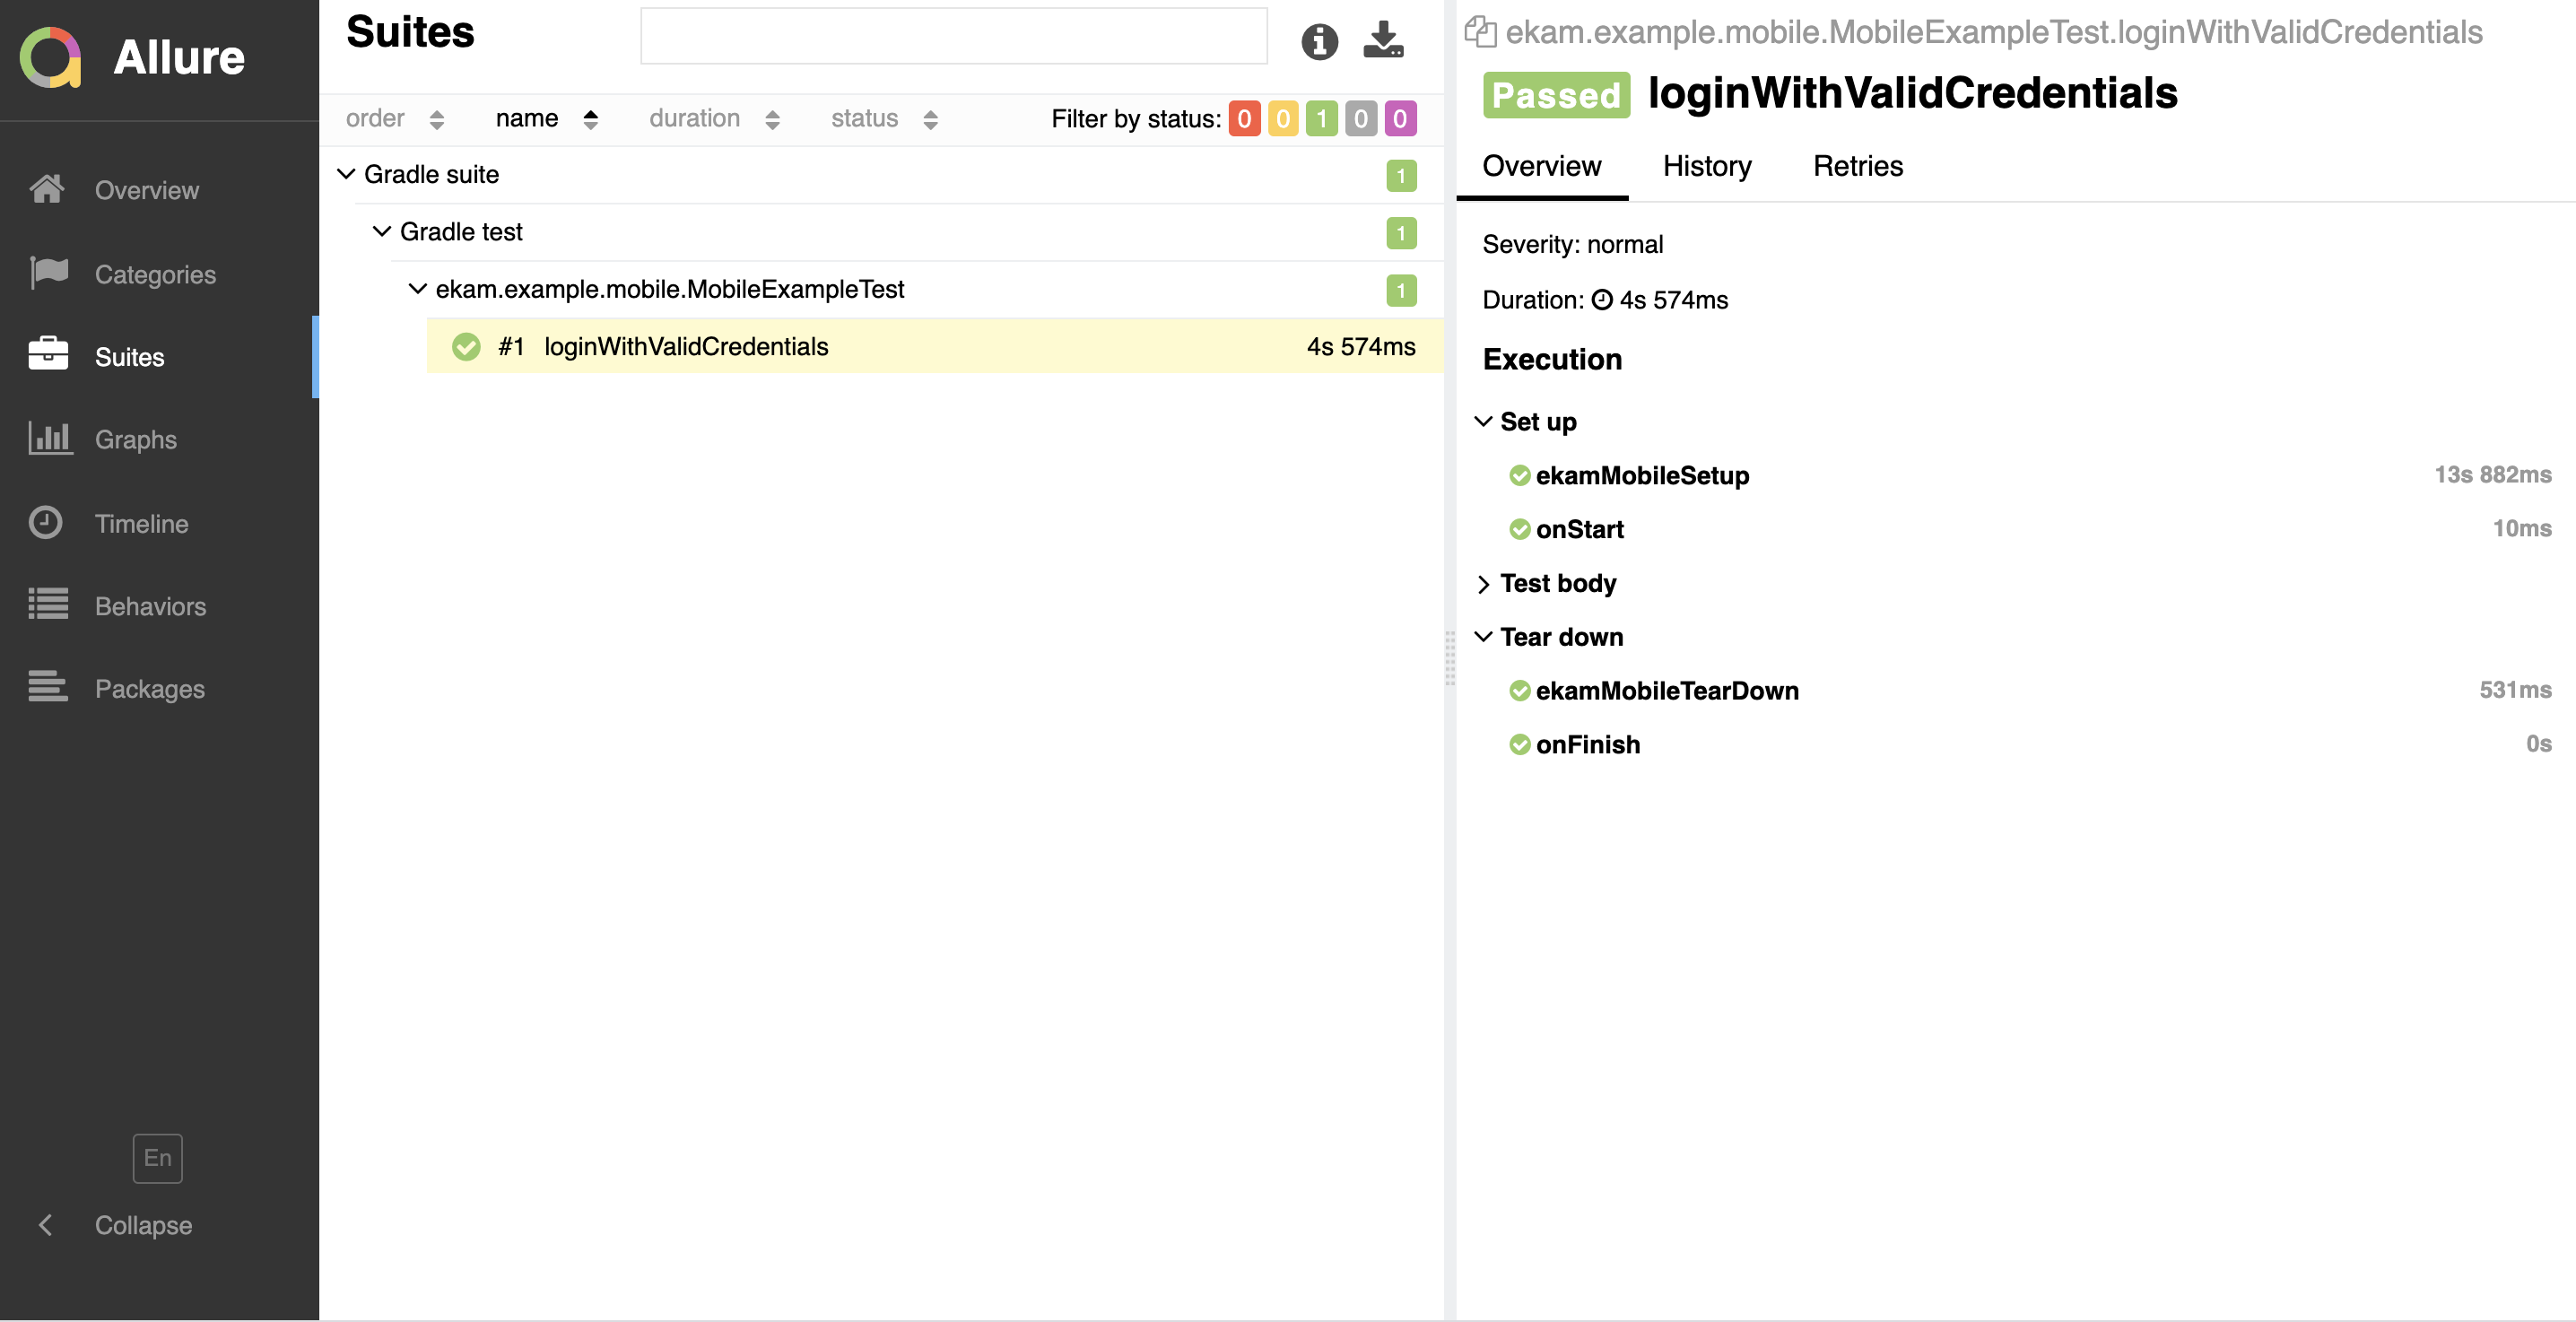 Allure
Overview
Categories
Suites
Graphs
Timeline
Behaviors
Packages
En
Collapse
Suites
order name duration status Filter by status: 0 0 1 0 0
Gradle suite 1
Gradle test 1
ekam.example.mobile.MobileExampleTest 1
#1 loginWithValidCredentials 4s 574ms
ekam.example.mobile.MobileExampleTest.loginWithValidCredentials
Passed loginWithValidCredentials
Overview History Retries
Severity: normal
Duration: 4s 574ms
Execution
Set up
ekamMobileSetup 13s 882ms
onStart 10ms
Test body
Tear down
ekamMobileTearDown 531ms
onFinish 0s